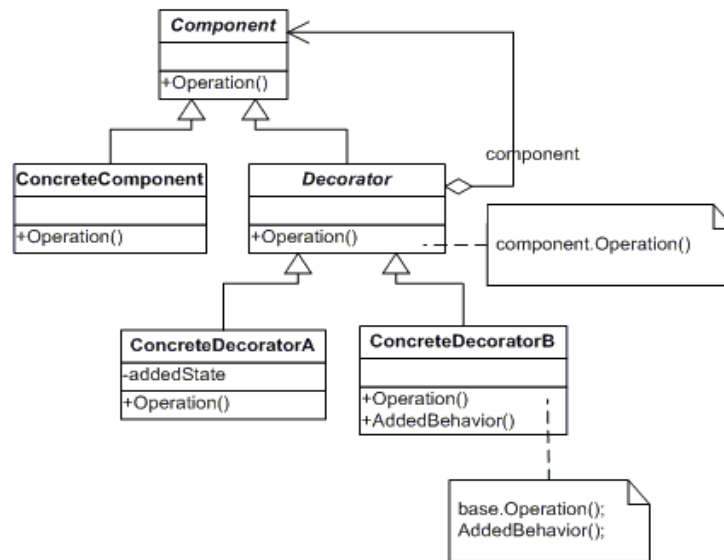 Component
+Operation()
component
ConcreteComponent
+Operation()
Decorator
+Operation()
component.Operation()
ConcreteDecoratorA
-addedState
+Operation()
ConcreteDecoratorB
+Operation()
+AddedBehavior()
base.Operation();
AddedBehavior();